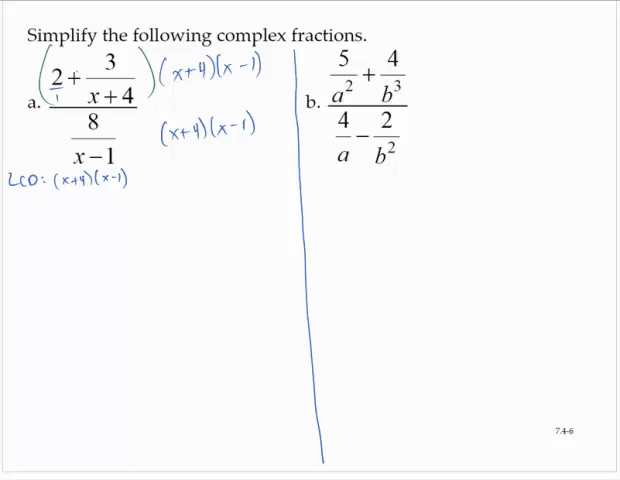 Simplify the following complex fractions.
a. (2/1 + 3/(x+4)) (x+4)(x-1)
8/(x-1) (x+4)(x-1)
LCD: (x+4)(x-1)
b. 5/a² + 4/b³
4/a − 2/b²
7.4-6